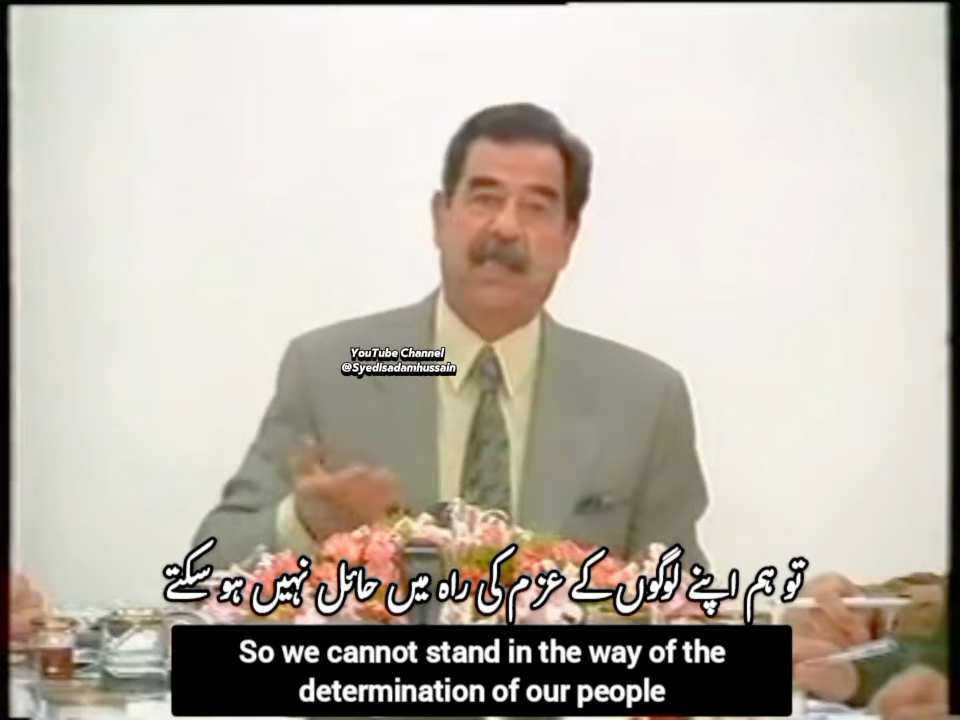 YouTube Channel
@Syedisadamhussain
تو ہم اپنے لوگوں کے عزم کی راہ میں حائل نہیں ہو سکتے
So we cannot stand in the way of the
determination of our people